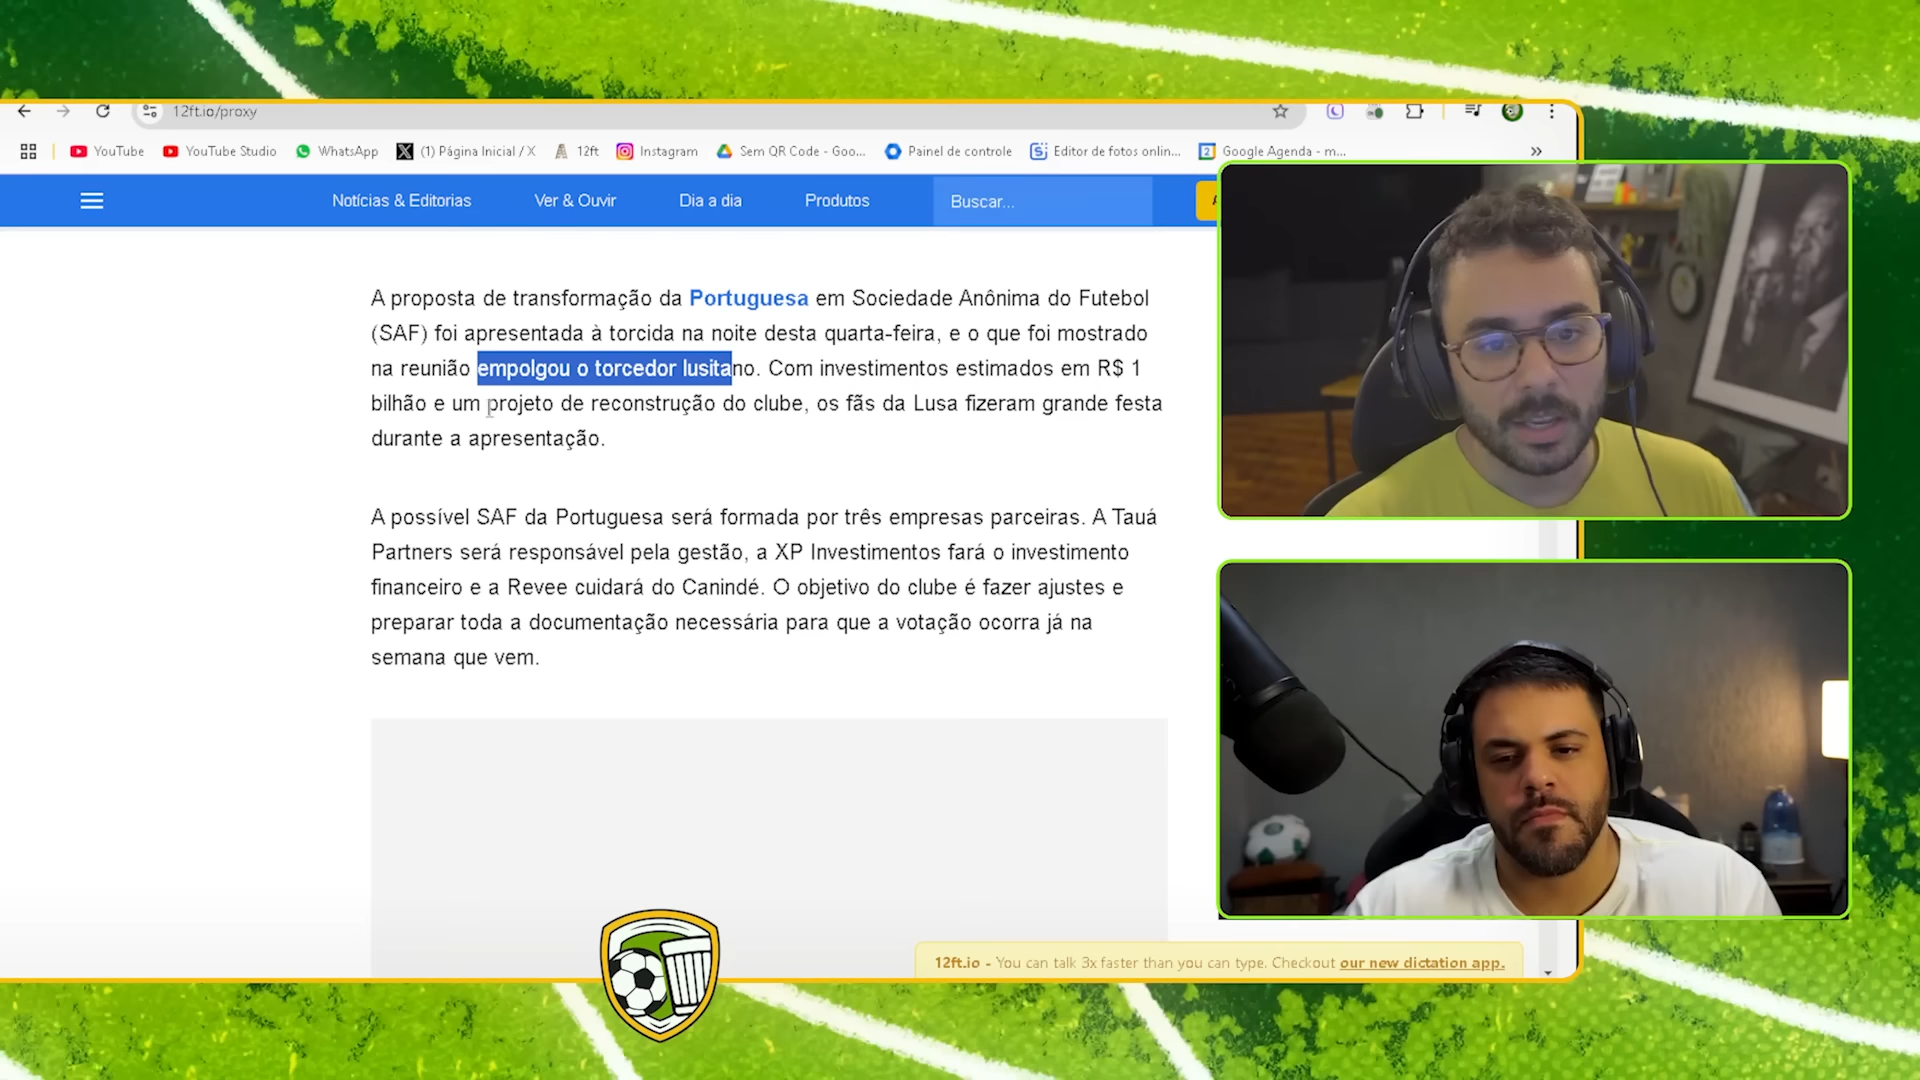 12ft.io/proxy
YouTube
YouTube Studio
WhatsApp
(1) Página Inicial / X
12ft
Instagram
Sem QR Code - Goo...
Painel de controle
Editor de fotos onlin...
2
Google Agenda - m...
Notícias & Editorias
Ver & Ouvir
Dia a dia
Produtos
Buscar...
A proposta de transformação da Portuguesa em Sociedade Anônima do Futebol
(SAF) foi apresentada à torcida na noite desta quarta-feira, e o que foi mostrado
na reunião empolgou o torcedor lusitano. Com investimentos estimados em R$ 1
bilhão e um projeto de reconstrução do clube, os fãs da Lusa fizeram grande festa
durante a apresentação.
A possível SAF da Portuguesa será formada por três empresas parceiras. A Tauá
Partners será responsável pela gestão, a XP Investimentos fará o investimento
financeiro e a Revee cuidará do Canindé. O objetivo do clube é fazer ajustes e
preparar toda a documentação necessária para que a votação ocorra já na
semana que vem.
12ft.io - You can talk 3x faster than you can type. Checkout our new dictation app.